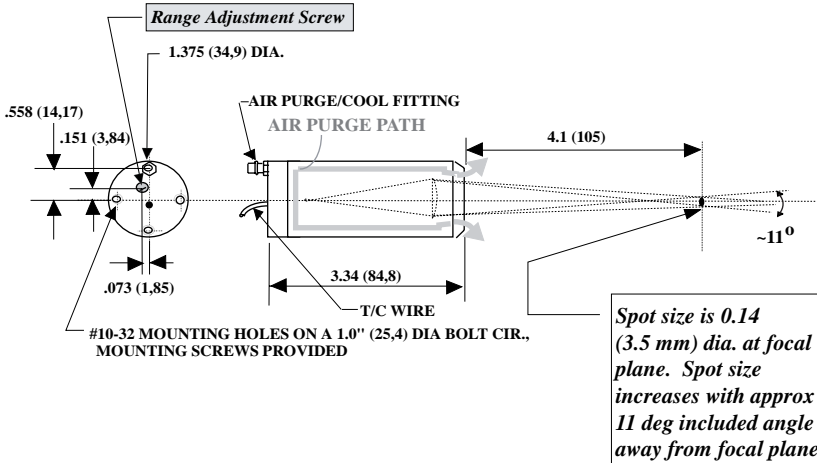 Range Adjustment Screw
1.375 (34,9) DIA.
.558 (14,17)
.151 (3,84)
AIR PURGE/COOL FITTING
AIR PURGE PATH
4.1 (105)
~11⁰
.073 (1,85)
3.34 (84,8)
T/C WIRE
#10-32 MOUNTING HOLES ON A 1.0" (25,4) DIA BOLT CIR.,
MOUNTING SCREWS PROVIDED
Spot size is 0.14
(3.5 mm) dia. at focal
plane. Spot size
increases with approx
11 deg included angle
away from focal plane